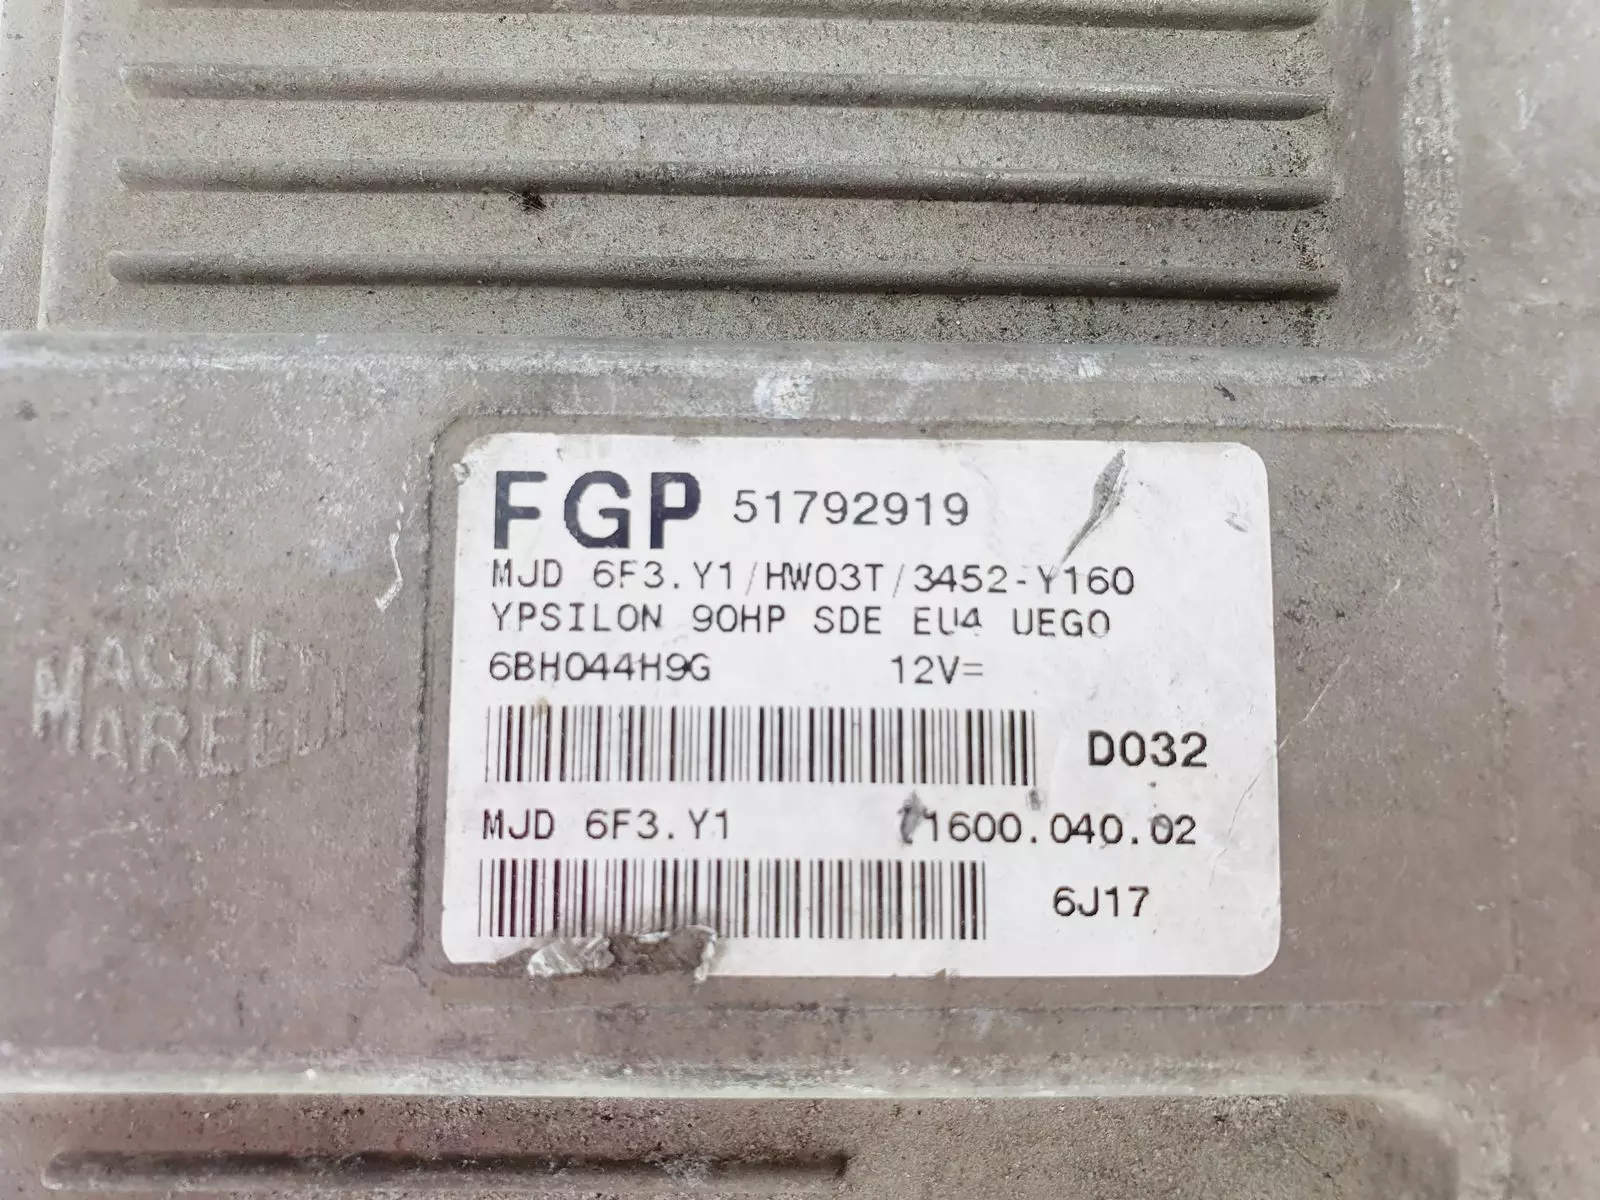 FGP 51792919
MJD 6F3.Y1/HW03T/3452-Y160
YPSILON 90HP SDE EU4 UEGO
6BH044H9G 12V=
D032
MJD 6F3.Y1 71600.040.02
6J17
MAGNETI
MARELLI